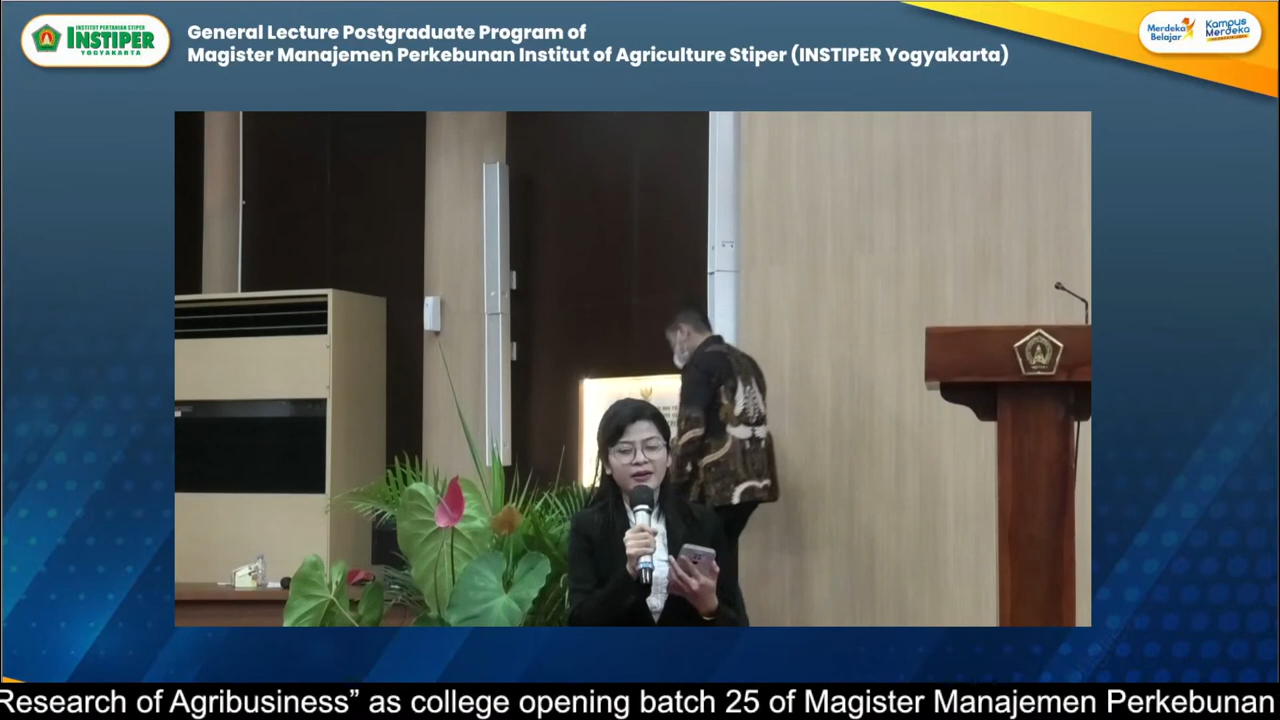 INSTITUT PERTANIAN STIPER
INSTIPER
YOGYAKARTA
General Lecture Postgraduate Program of
Magister Manajemen Perkebunan Institut of Agriculture Stiper (INSTIPER Yogyakarta)
Merdeka
Belajar
Kampus
Merdeka
Research of Agribusiness” as college opening batch 25 of Magister Manajemen Perkebunan